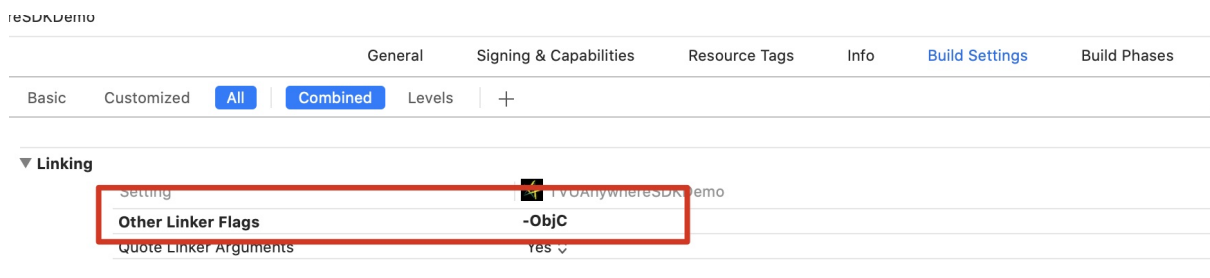 reSDKDemo
General Signing & Capabilities Resource Tags Info Build Settings Build Phases
Basic Customized All Combined Levels +
Linking
Setting TVUAnywhereSDKDemo
Other Linker Flags -ObjC
Quote Linker Arguments Yes